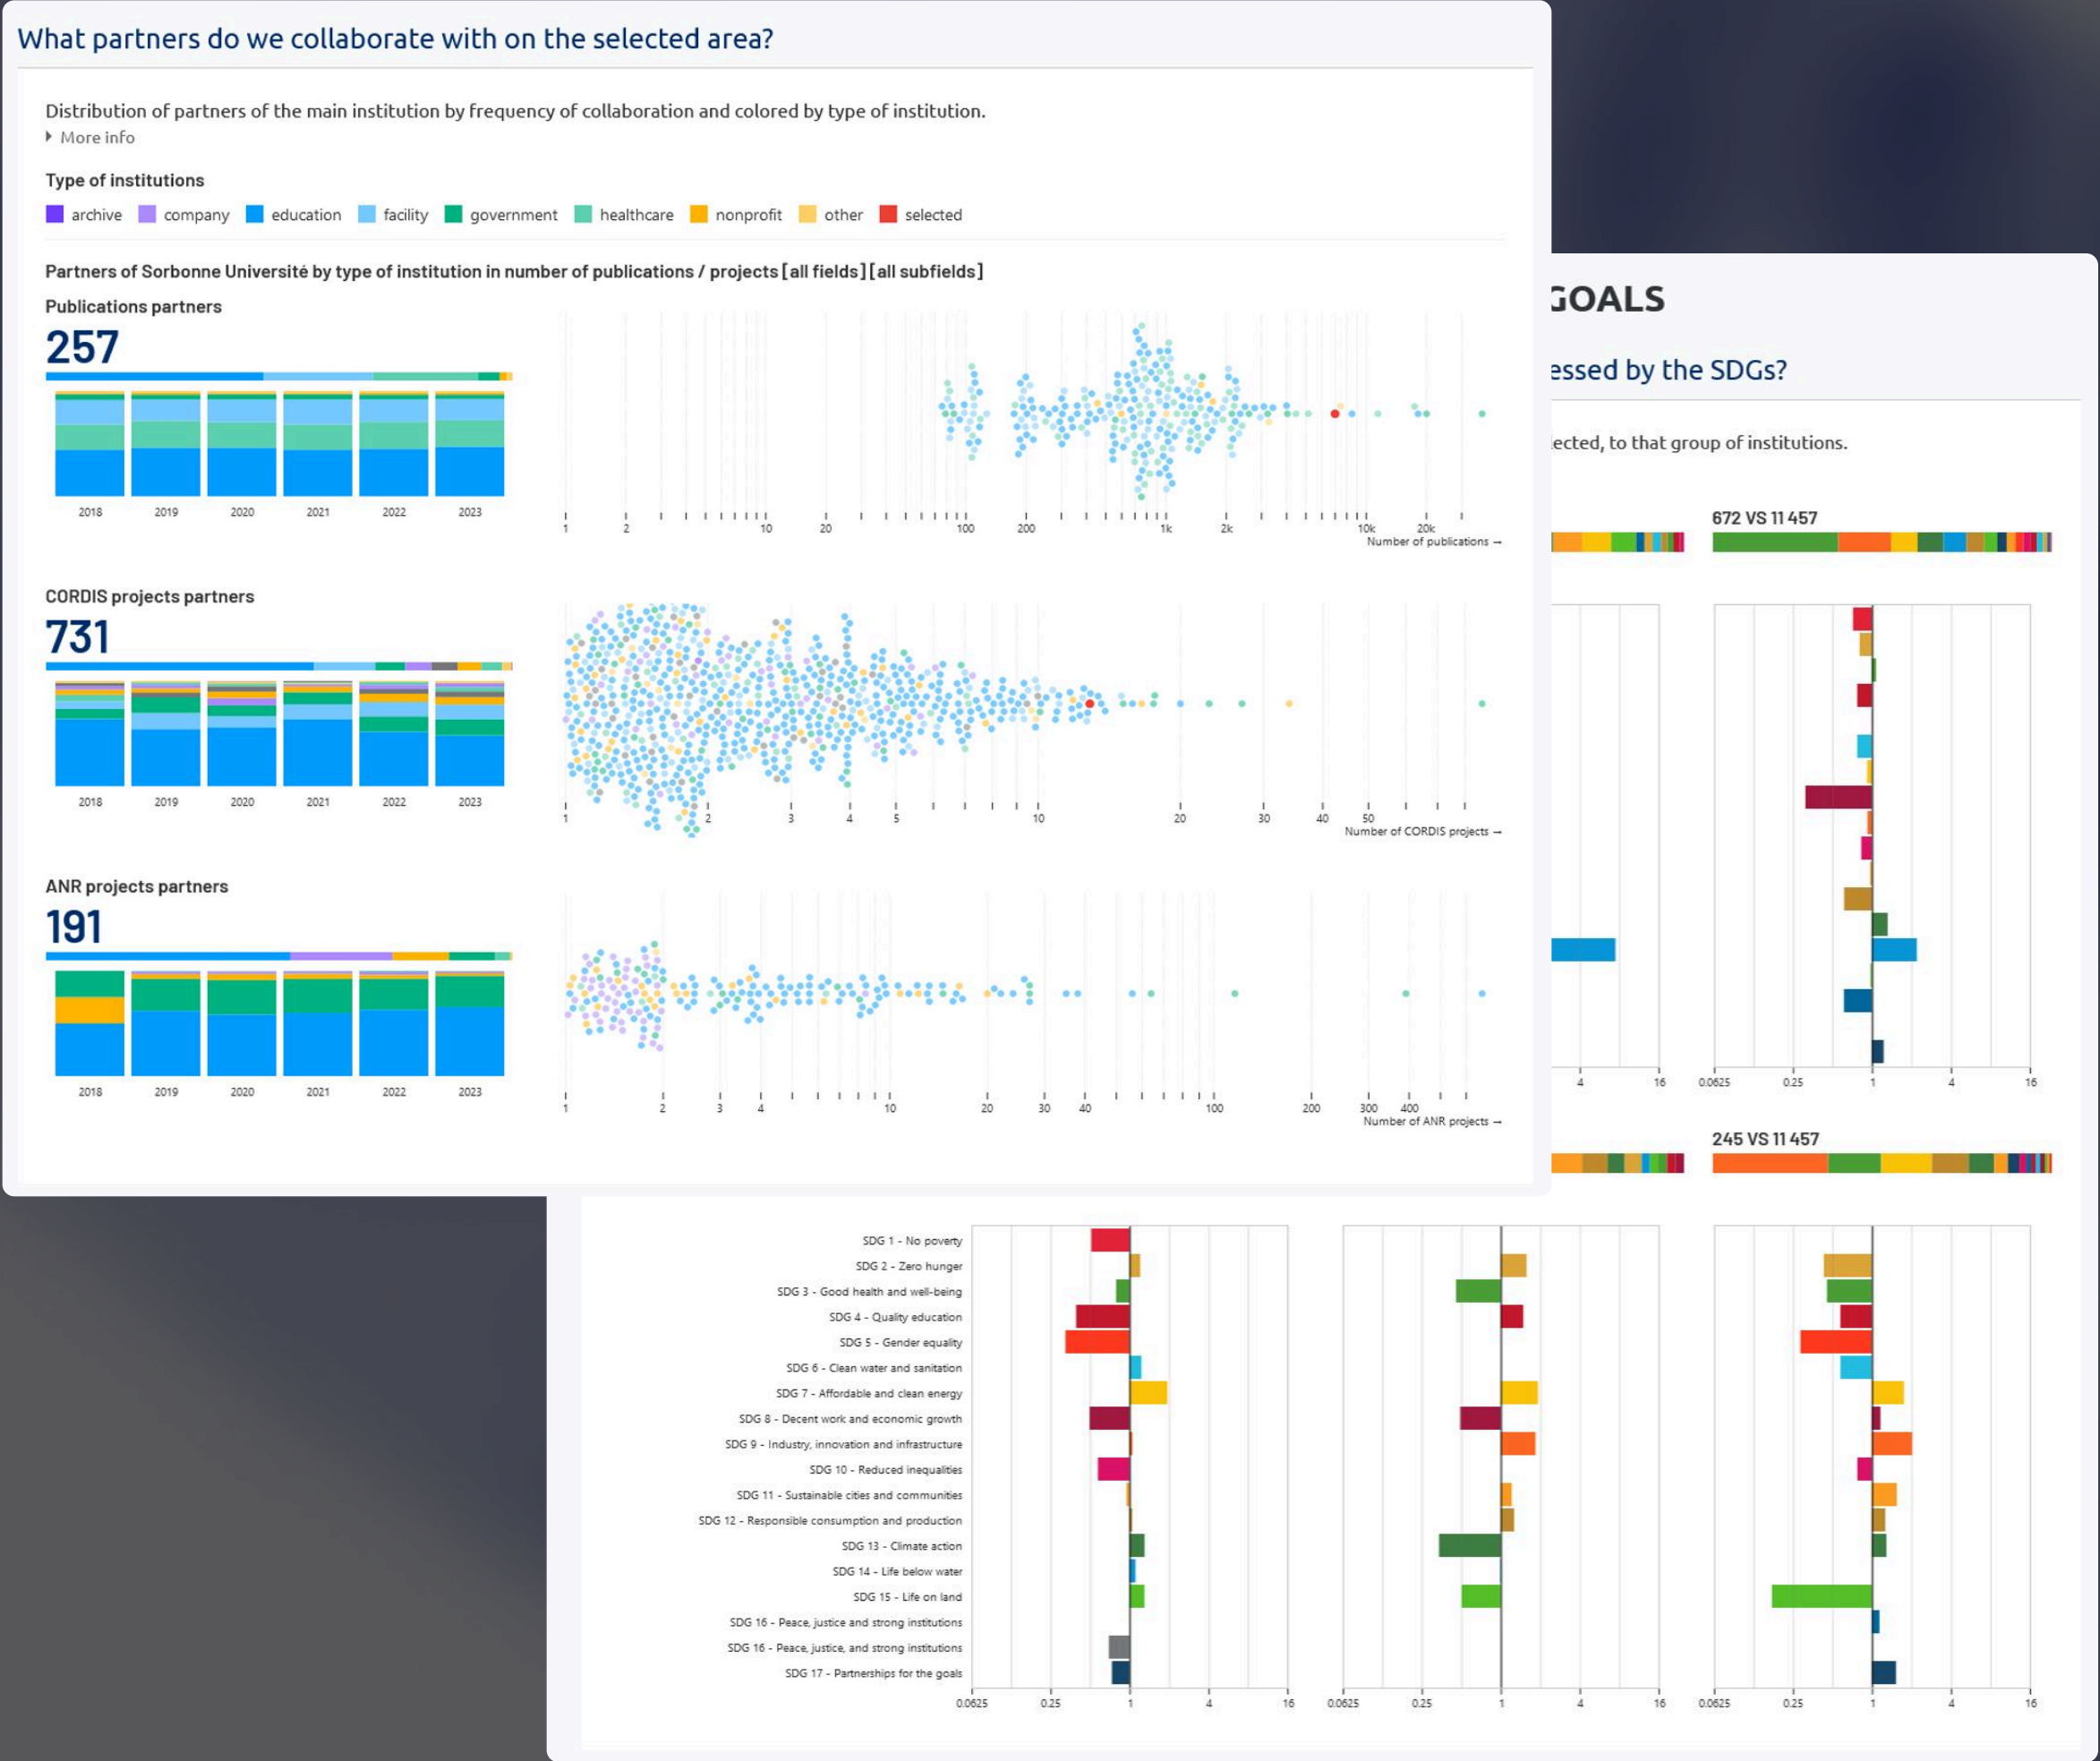 What partners do we collaborate with on the selected area?
Distribution of partners of the main institution by frequency of collaboration and colored by type of institution.
More info
Type of institutions
archive company education facility government healthcare nonprofit other selected
Partners of Sorbonne Université by type of institution in number of publications / projects [all fields] [all subfields]
Publications partners
257
2018 2019 2020 2021 2022 2023
1 2 10 20 100 200 1k 2k 10k 20k
Number of publications →
CORDIS projects partners
731
2018 2019 2020 2021 2022 2023
1 2 3 4 5 10 20 30 40 50
Number of CORDIS projects →
ANR projects partners
191
2018 2019 2020 2021 2022 2023
1 2 3 4 10 20 30 40 100 200 300 400
Number of ANR projects →
GOALS
essed by the SDGs?
ected, to that group of institutions.
672 VS 11 457
4 16 0.0625 0.25 1 4 16
245 VS 11 457
SDG 1 - No poverty
SDG 2 - Zero hunger
SDG 3 - Good health and well-being
SDG 4 - Quality education
SDG 5 - Gender equality
SDG 6 - Clean water and sanitation
SDG 7 - Affordable and clean energy
SDG 8 - Decent work and economic growth
SDG 9 - Industry, innovation and infrastructure
SDG 10 - Reduced inequalities
SDG 11 - Sustainable cities and communities
SDG 12 - Responsible consumption and production
SDG 13 - Climate action
SDG 14 - Life below water
SDG 15 - Life on land
SDG 16 - Peace, justice and strong institutions
SDG 16 - Peace, justice, and strong institutions
SDG 17 - Partnerships for the goals
0.0625 0.25 1 4 16 0.0625 0.25 1 4 16 0.0625 0.25 1 4 16